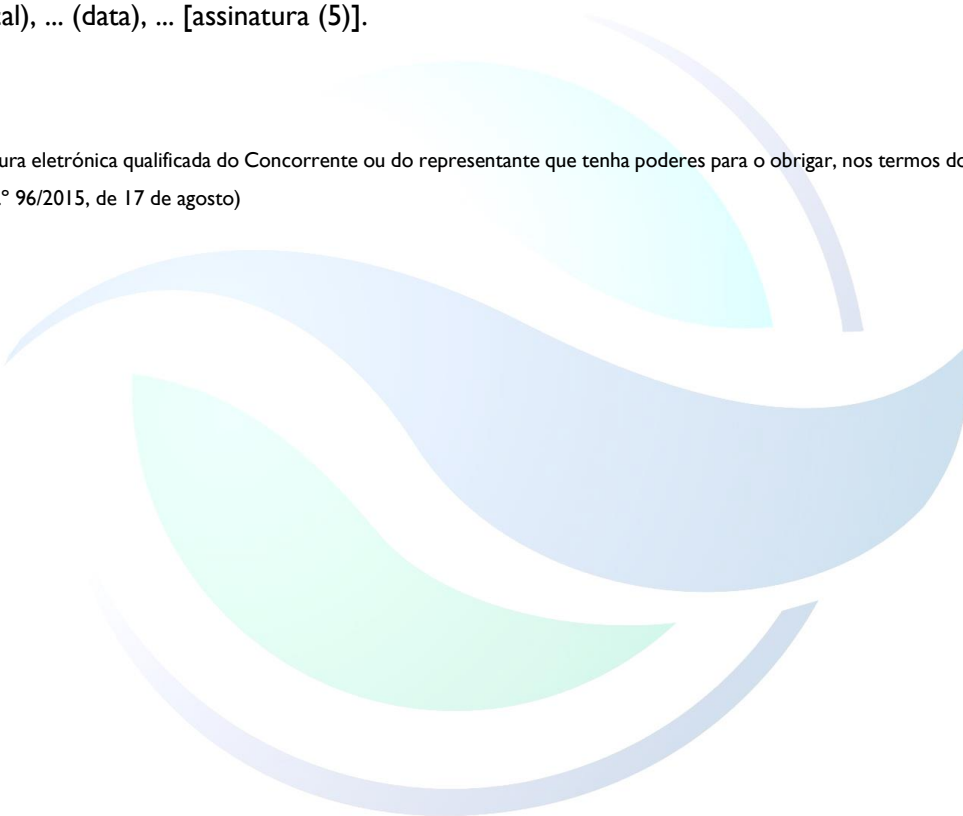 al), ... (data), ... [assinatura (5)].
ura eletrónica qualificada do Concorrente ou do representante que tenha poderes para o obrigar, nos termos do
.º 96/2015, de 17 de agosto)